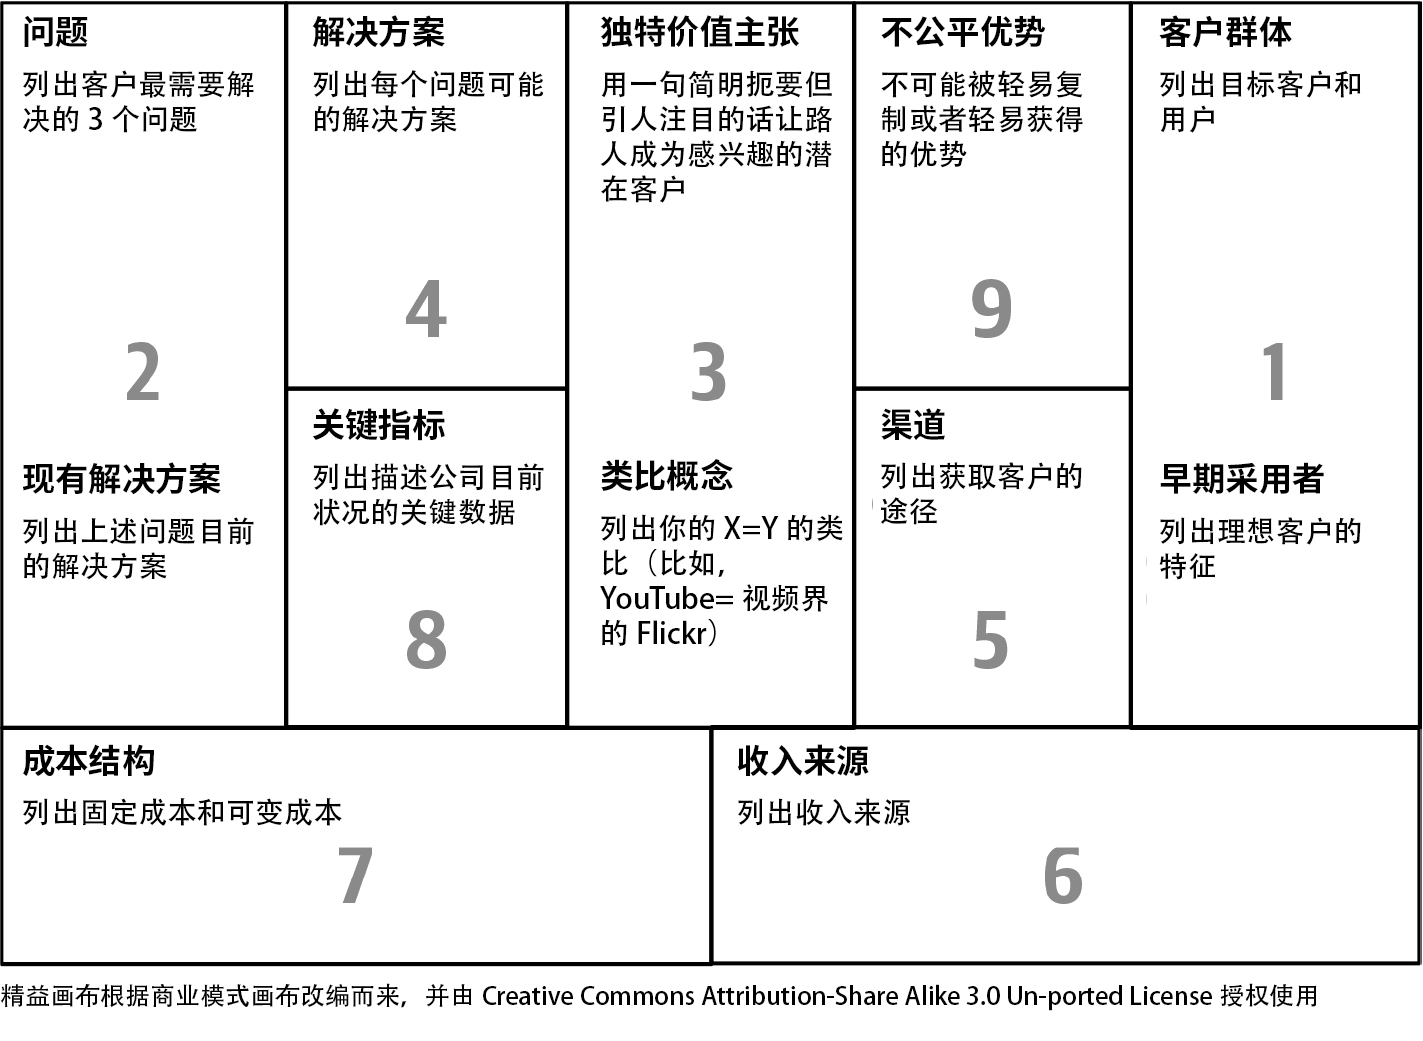 问题
列出客户最需要解
决的 3 个问题
2
现有解决方案
列出上述问题目前
的解决方案
解决方案
列出每个问题可能
的解决方案
4
关键指标
列出描述公司目前
状况的关键数据
8
独特价值主张
用一句简明扼要但
引人注目的话让路
人成为感兴趣的潜
在客户
3
类比概念
列出你的 X=Y 的类
比（比如，
YouTube= 视频界
的 Flickr）
不公平优势
不可能被轻易复
制或者轻易获得
的优势
9
渠道
列出获取客户的
途径
5
客户群体
列出目标客户和
用户
1
早期采用者
列出理想客户的
特征
成本结构
列出固定成本和可变成本
7
收入来源
列出收入来源
6
精益画布根据商业模式画布改编而来，并由 Creative Commons Attribution-Share Alike 3.0 Un-ported License 授权使用